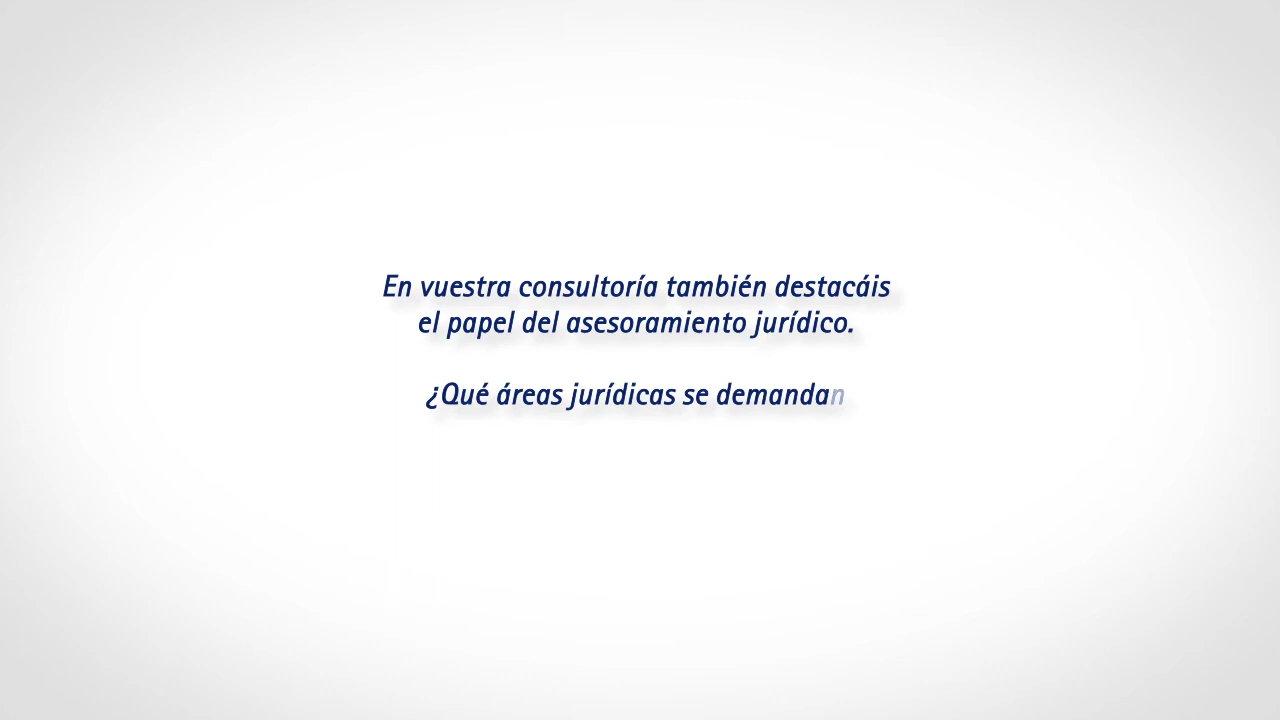 En vuestra consultoría también destacáis
el papel del asesoramiento jurídico.
¿Qué áreas jurídicas se demandan